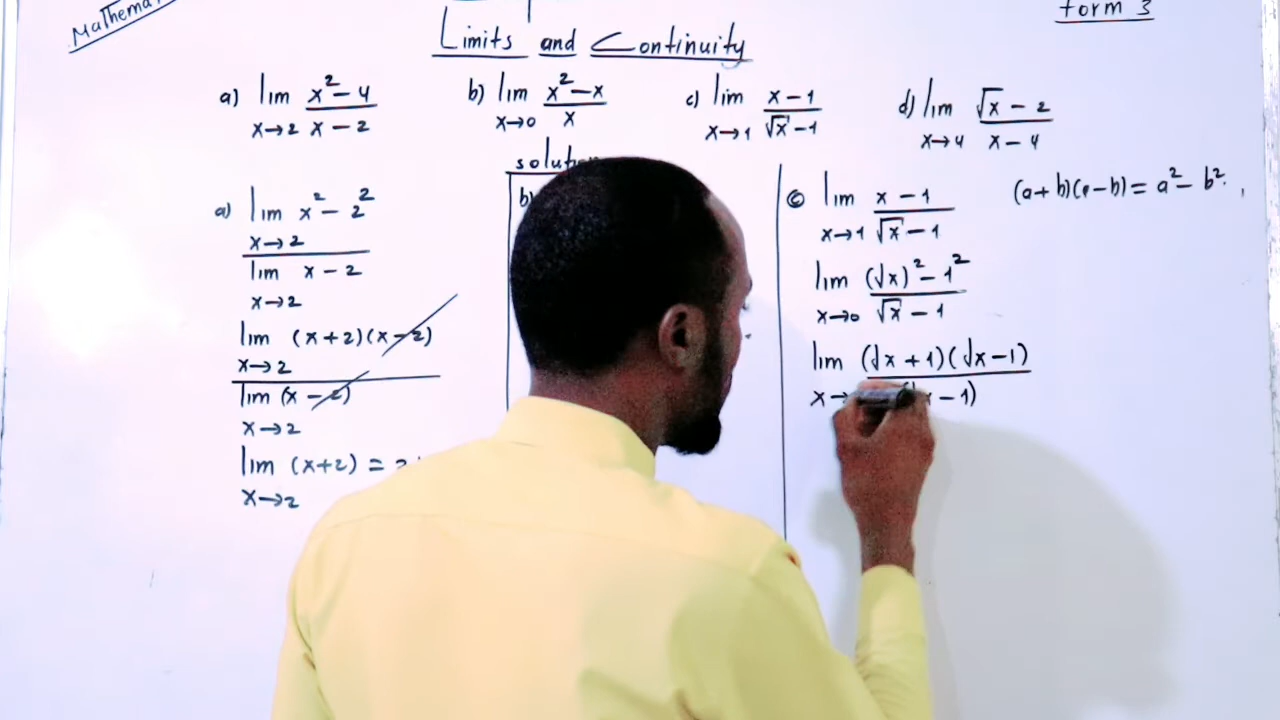 Form 3
Limits and Continuity
a) lim x→2 x²-4 / x-2
b) lim x→0 x²-x / x
c) lim x→1 x-1 / √x-1
d) lim x→4 √x-2 / x-4
a) lim x²-2²
x→2
lim x-2
x→2
lim (x+2)(x-2)
x→2
lim (x-2)
x→2
lim (x+2) =
x→2
b)
c) lim x→1 x-1 / √x-1
(a+b)(a-b) = a²-b².
lim x→0 (√x)²-1² / √x-1
lim (√x+1)(√x-1)
x→ -1)